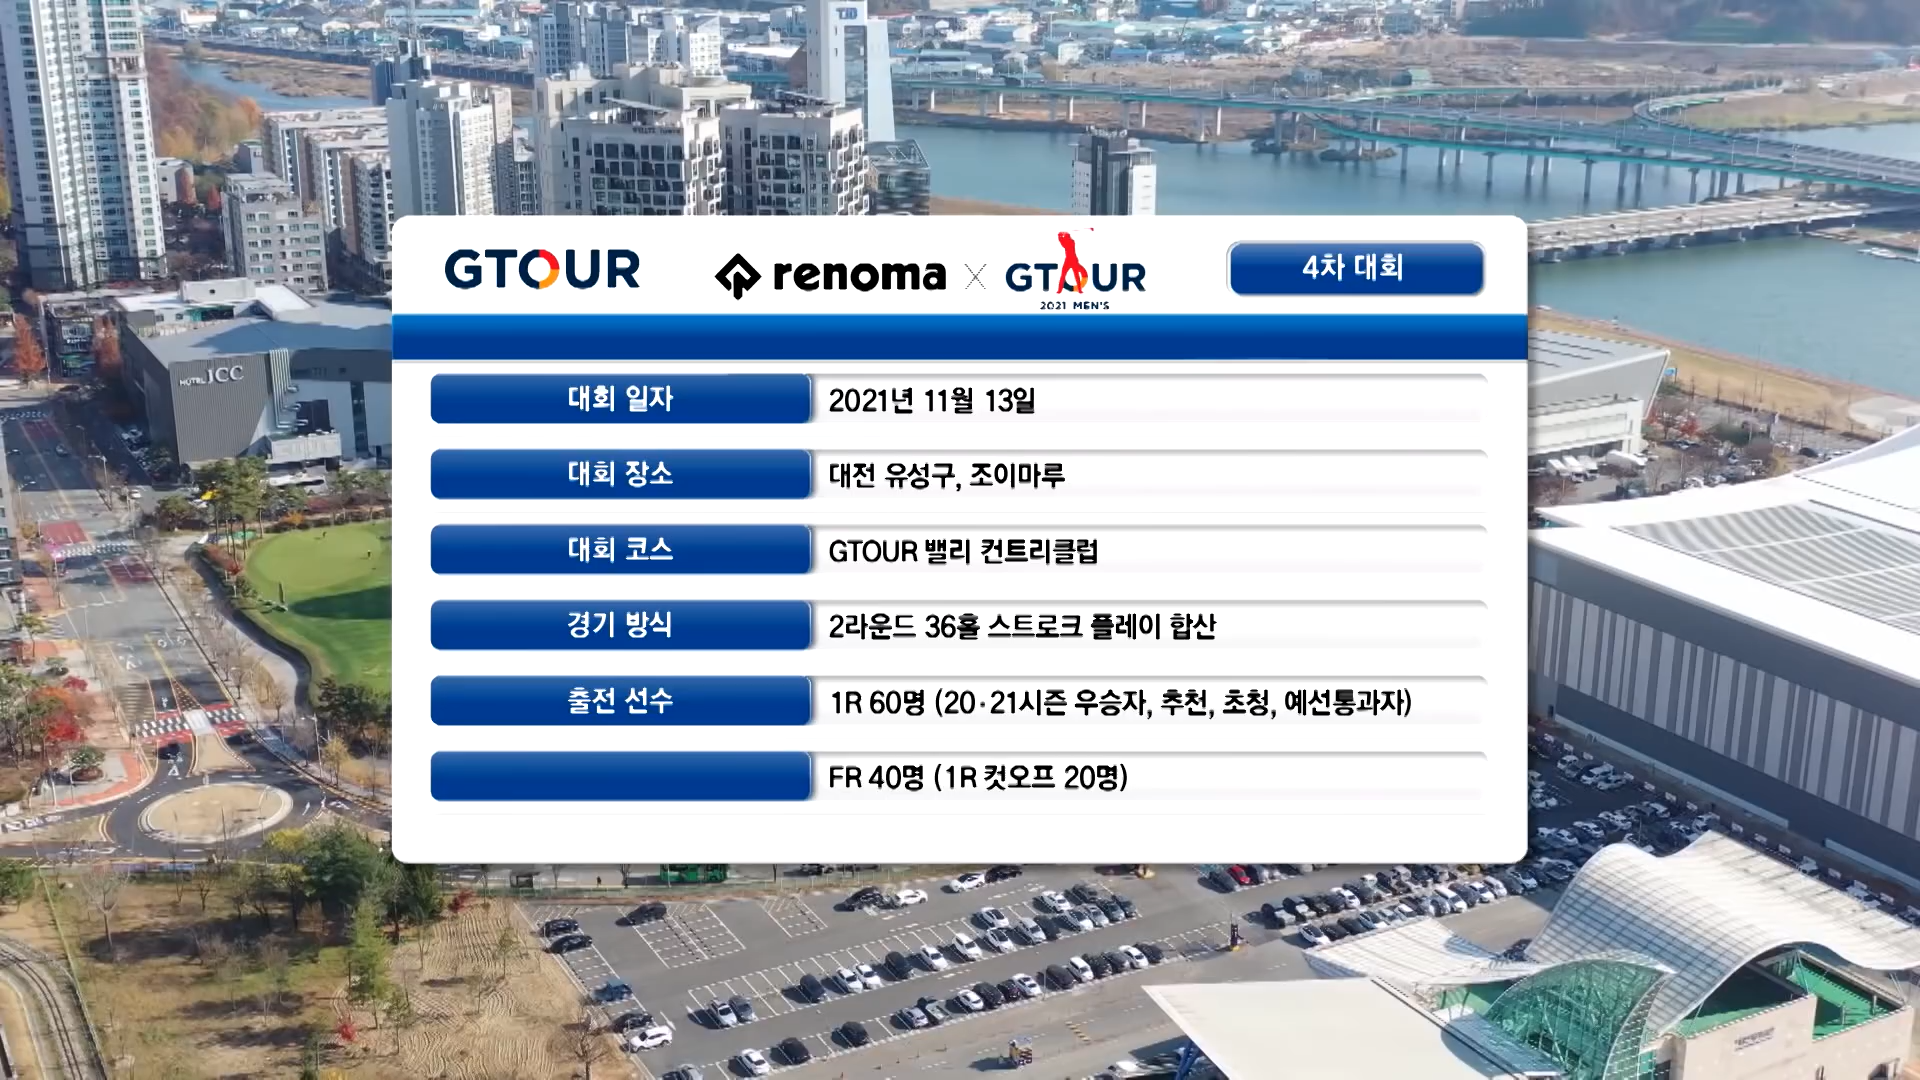 TJB
HOTEL ICC
GTOUR
renoma X GTOUR
2021 MEN'S
4차 대회
대회 일자 2021년 11월 13일
대회 장소 대전 유성구, 조이마루
대회 코스 GTOUR 밸리 컨트리클럽
경기 방식 2라운드 36홀 스트로크 플레이 합산
출전 선수 1R 60명 (20·21시즌 우승자, 추천, 초청, 예선통과자)
FR 40명 (1R 컷오프 20명)